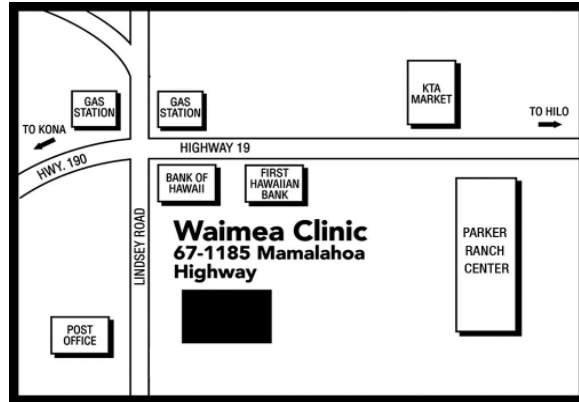 KTA
MARKET
GAS
STATION
GAS
STATION
TO HILO
TO KONA
HIGHWAY 19
HWY. 190
BANK OF
HAWAII
FIRST
HAWAIIAN
BANK
LINDSEY ROAD
Waimea Clinic
67-1185 Mamalahoa
Highway
PARKER
RANCH
CENTER
POST
OFFICE